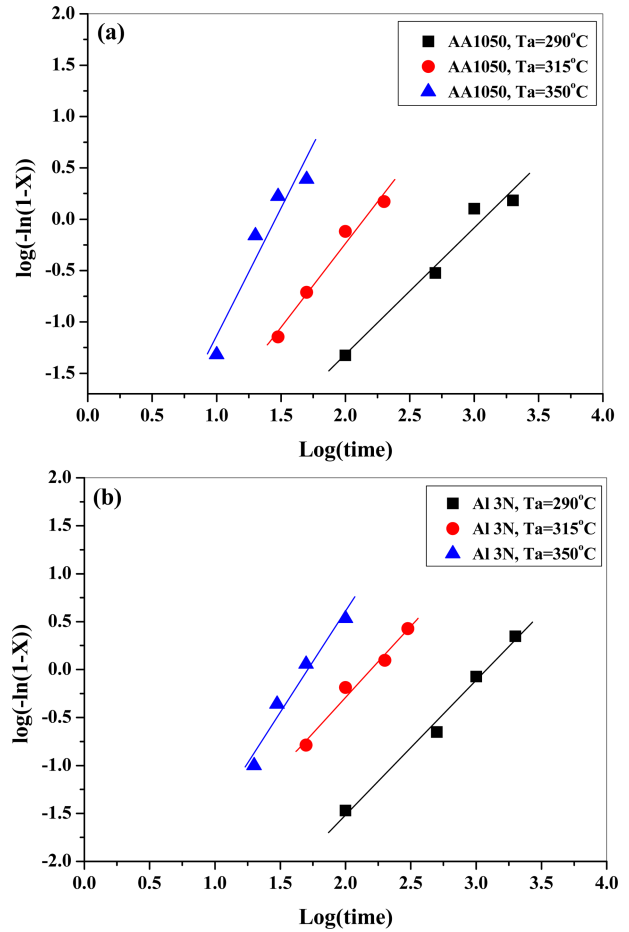 (a)
AA1050, Ta=290°C
AA1050, Ta=315°C
AA1050, Ta=350°C
2.0
1.5
1.0
0.5
0.0
-0.5
-1.0
-1.5
log(-ln(1-X))
0.0 0.5 1.0 1.5 2.0 2.5 3.0 3.5 4.0
Log(time)
(b)
Al 3N, Ta=290°C
Al 3N, Ta=315°C
Al 3N, Ta=350°C
2.0
1.5
1.0
0.5
0.0
-0.5
-1.0
-1.5
-2.0
log(-ln(1-X))
0.0 0.5 1.0 1.5 2.0 2.5 3.0 3.5 4.0
Log(time)